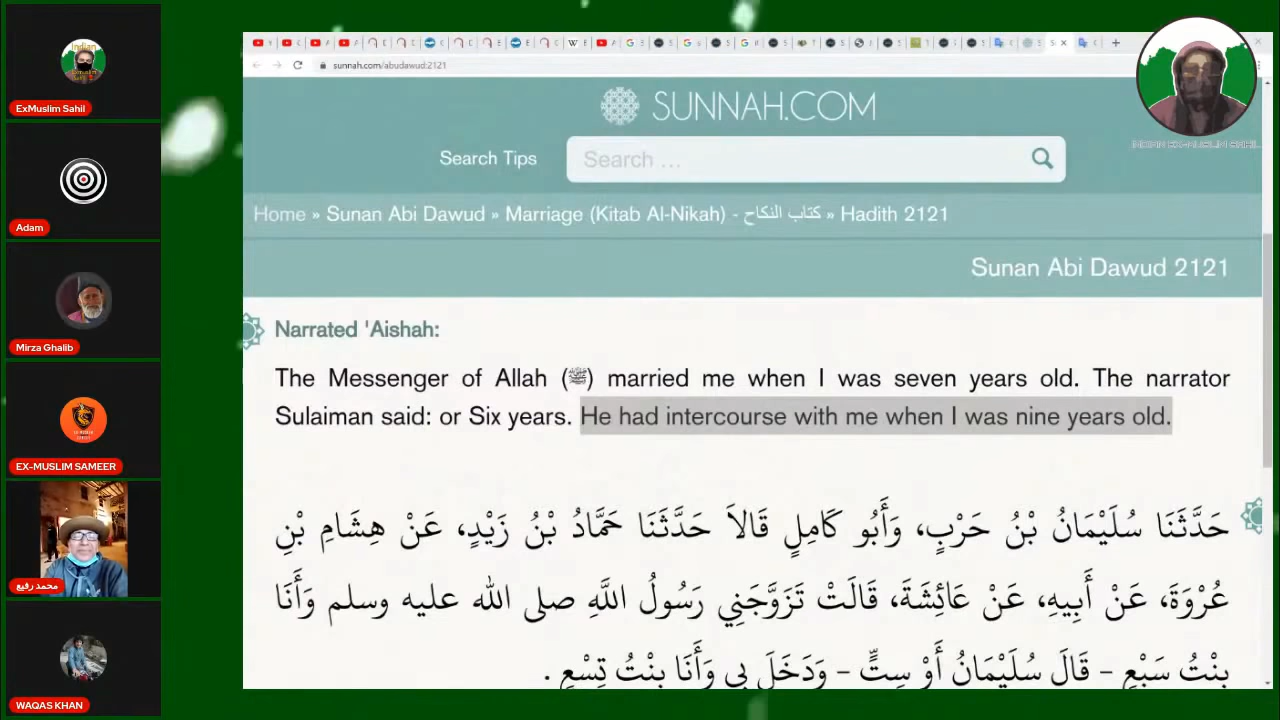 sunnah.com/abudawud:2121
SUNNAH.COM
Search Tips
Search ...
Home » Sunan Abi Dawud » Marriage (Kitab Al-Nikah) - كتاب النكاح » Hadith 2121
Sunan Abi Dawud 2121
Narrated 'Aishah:
The Messenger of Allah (ﷺ) married me when I was seven years old. The narrator
Sulaiman said: or Six years. He had intercourse with me when I was nine years old.
حَدَّثَنَا سُلَيْمَانُ بْنُ حَرْبٍ، وَأَبُو كَامِلٍ قَالاَ حَدَّثَنَا حَمَّادُ بْنُ زَيْدٍ، عَنْ هِشَامِ بْنِ
عُرْوَةَ، عَنْ أَبِيهِ، عَنْ عَائِشَةَ، قَالَتْ تَزَوَّجَنِي رَسُولُ اللَّهِ صلى الله عليه وسلم وَأَنَا
بِنْتُ سَبْعٍ - قَالَ سُلَيْمَانُ أَوْ سِتٍّ - وَدَخَلَ بِي وَأَنَا بِنْتُ تِسْعٍ .
ExMuslim Sahil
Adam
Mirza Ghalib
EX-MUSLIM SAMEER
محمد رفیع
WAQAS KHAN